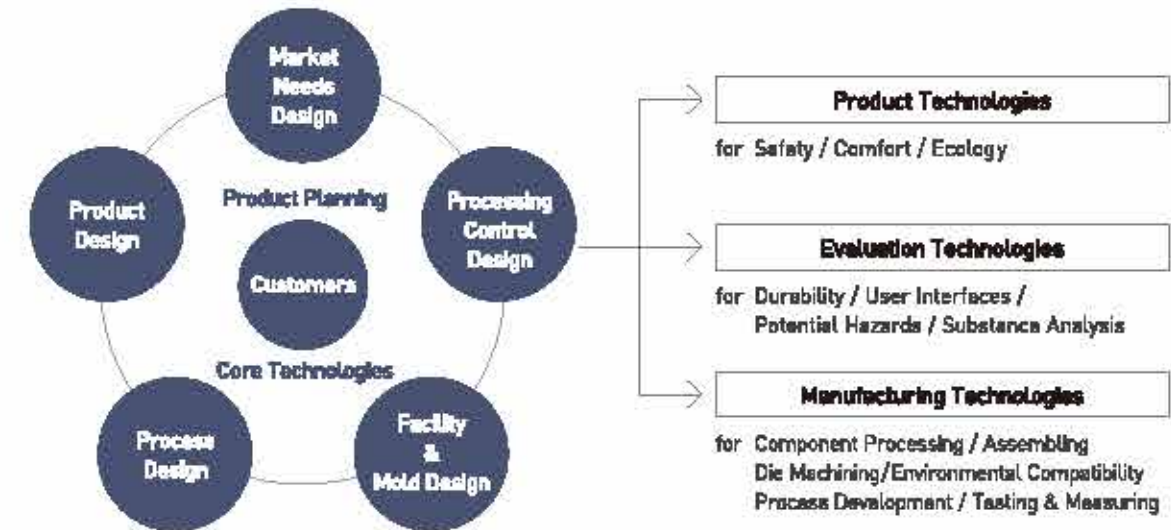 Market
Needs
Design
Product
Design
Product Planning
Processing
Control
Design
Customers
Core Technologies
Process
Design
Facility
&
Mold Design
Product Technologies
for Safety / Comfort / Ecology
Evaluation Technologies
for Durability / User Interfaces /
Potential Hazards / Substance Analysis
Manufacturing Technologies
for Component Processing / Assembling
Die Machining/Environmental Compatibility
Process Development / Testing & Measuring